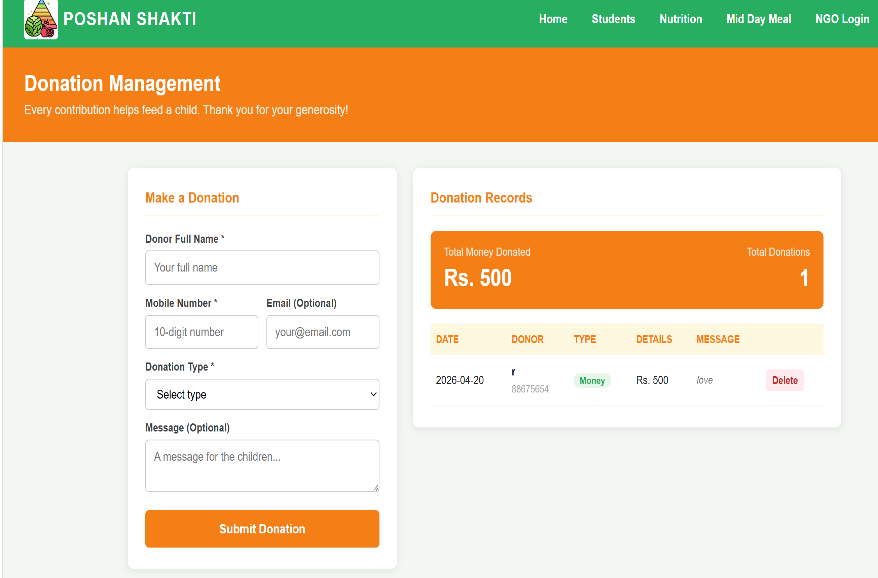 POSHAN SHAKTI
Home Students Nutrition Mid Day Meal NGO Login
Donation Management
Every contribution helps feed a child. Thank you for your generosity!
Make a Donation
Donor Full Name *
Your full name
Mobile Number * Email (Optional)
10-digit number your@email.com
Donation Type *
Select type
Message (Optional)
A message for the children...
Submit Donation
Donation Records
Total Money Donated Total Donations
Rs. 500 1
DATE DONOR TYPE DETAILS MESSAGE
2026-04-20 r Money Rs. 500 love Delete
88675654